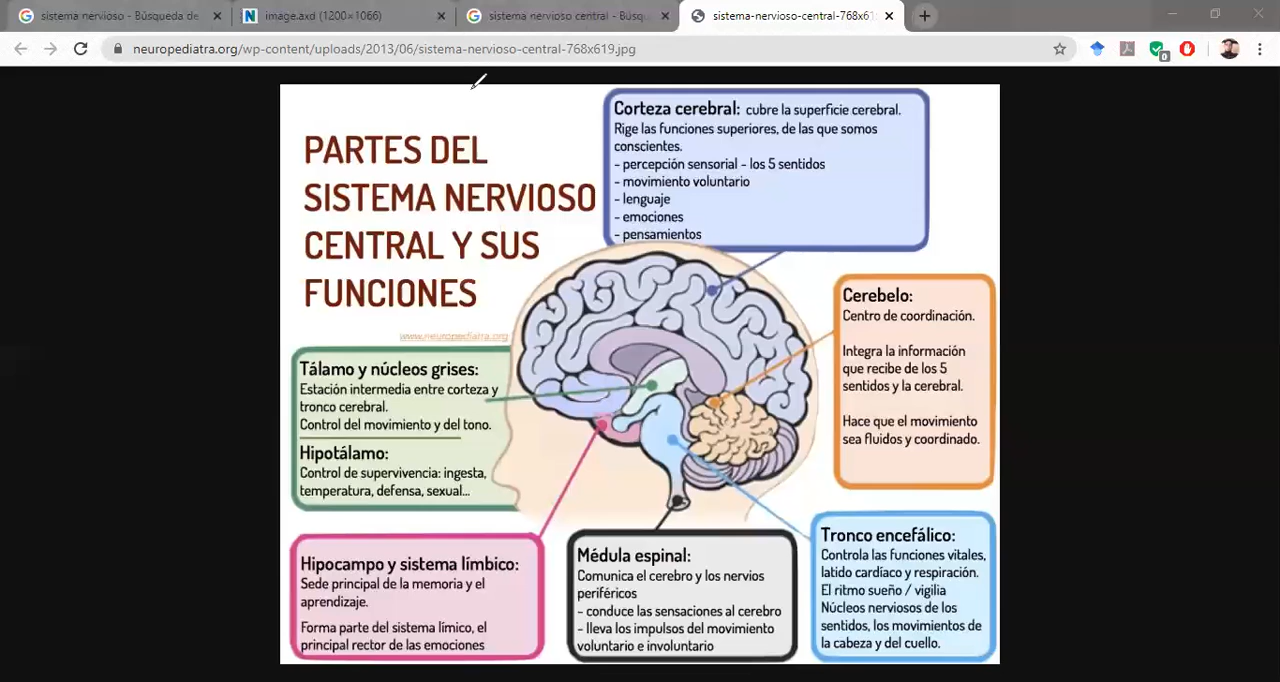 sistema nervioso - Búsqueda de
image.axd (1200×1066)
sistema nervioso central - Búsq
sistema-nervioso-central-768x61
neuropediatra.org/wp-content/uploads/2013/06/sistema-nervioso-central-768x619.jpg
0
PARTES DEL
SISTEMA NERVIOSO
CENTRAL Y SUS
FUNCIONES
www.neuropediatra.org
Corteza cerebral: cubre la superficie cerebral.
Rige las funciones superiores, de las que somos
conscientes.
- percepción sensorial - los 5 sentidos
- movimiento voluntario
- lenguaje
- emociones
- pensamientos
Cerebelo:
Centro de coordinación.
Integra la información
que recibe de los 5
sentidos y la cerebral.
Hace que el movimiento
sea fluidos y coordinado.
Tálamo y núcleos grises:
Estación intermedia entre corteza y
tronco cerebral.
Control del movimiento y del tono.
Hipotálamo:
Control de supervivencia: ingesta,
temperatura, defensa, sexual...
Hipocampo y sistema límbico:
Sede principal de la memoria y el
aprendizaje.
Forma parte del sistema límico, el
principal rector de las emociones
Médula espinal:
Comunica el cerebro y los nervios
periféricos
- conduce las sensaciones al cerebro
- lleva los impulsos del movimiento
voluntario e involuntario
Tronco encefálico:
Controla las funciones vitales,
latido cardíaco y respiración.
El ritmo sueño / vigilia
Núcleos nerviosos de los
sentidos, los movimientos de
la cabeza y del cuello.